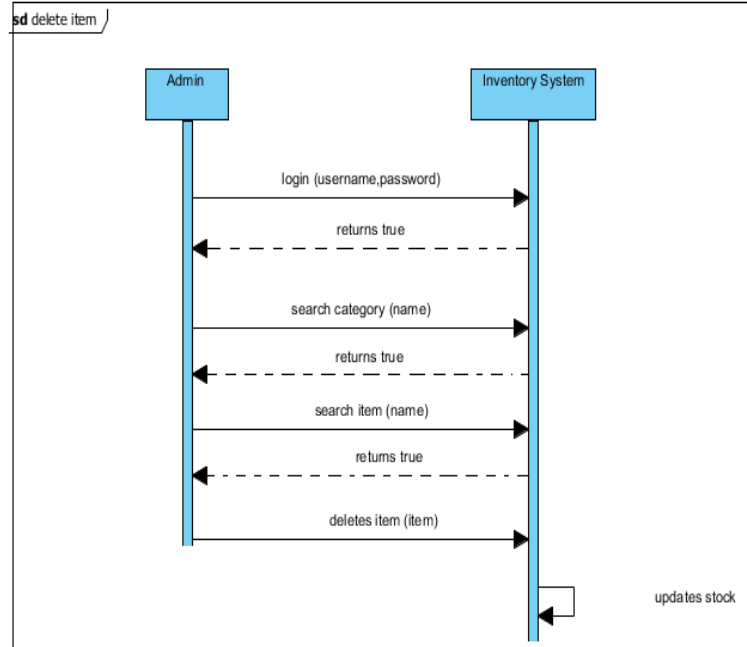 sd delete item
Admin
Inventory System
login (username,password)
returns true
search category (name)
returns true
search item (name)
returns true
deletes item (item)
updates stock